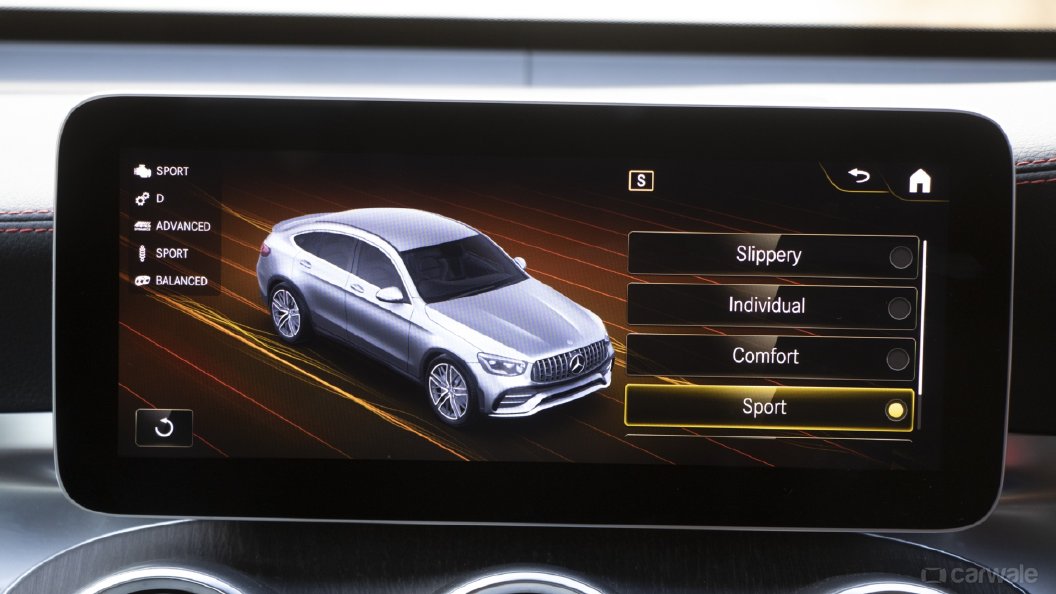 SPORT
D
ADVANCED
SPORT
BALANCED
S
Slippery
Individual
Comfort
Sport
carwale